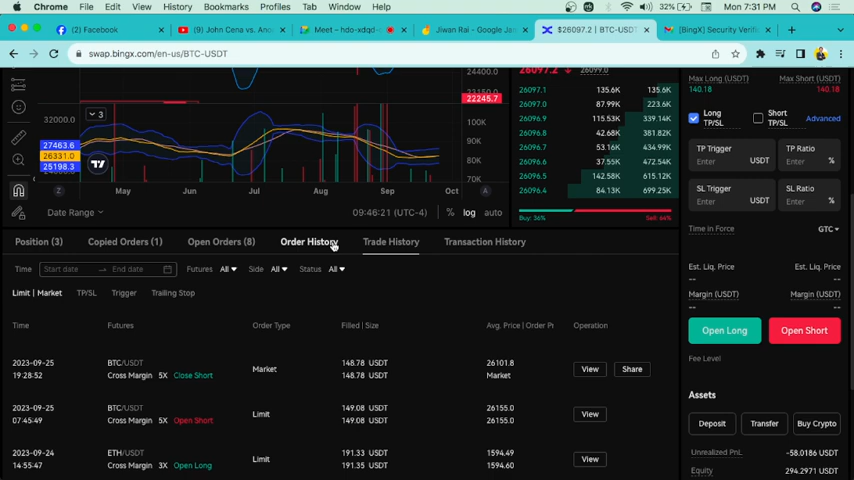 Chrome File Edit View History Bookmarks Profiles Tab Window Help 32% Mon 7:31 PM
(2) Facebook (9) John Cena vs. Ano Meet – hdo-xdqd- Jiwan Rai - Google Jais $26097.2 | BTC-USDT [BingX] Security Verifi
swap.bingx.com/en-us/BTC-USDT
24400.0
22245.7
3
32000.0
27463.6
26331.0
25198.3
100K
90K
80K
70K
May Jun Jul Aug Sep Oct
Z A
Date Range 09:46:21 (UTC-4) % log auto
26097.2 26099.0
26097.1 135.6K 135.6K
26097.0 87.99K 223.6K
26096.9 115.53K 339.14K
26096.8 42.68K 381.82K
26096.7 53.16K 434.99K
26096.6 37.55K 472.54K
26096.5 142.58K 615.12K
26096.4 84.13K 699.25K
Buy: 36% Sell: 64%
Max Long (USDT) Max Short (USDT)
140.18 140.18
Long TP/SL Short TP/SL Advanced
TP Trigger TP Ratio
Enter USDT Enter %
SL Trigger SL Ratio
Enter USDT Enter %
Time in Force GTC
Est. Liq. Price Est. Liq. Price
-- --
Margin (USDT) Margin (USDT)
-- --
Open Long Open Short
Fee Level
Assets
Deposit Transfer Buy Crypto
Unrealized PnL -58.0186 USDT
Equity 294.2971 USDT
Position (3) Copied Orders (1) Open Orders (8) Order History Trade History Transaction History
Time Start date End date Futures All Side All Status All
Limit | Market TP/SL Trigger Trailing Stop
Time Futures Order Type Filled | Size Avg. Price | Order Pr Operation
2023-09-25 BTC/USDT Market 148.78 USDT 26101.8 View Share
19:28:52 Cross Margin 5X Close Short 148.78 USDT Market
2023-09-25 BTC/USDT Limit 149.08 USDT 26155.0 View
07:45:49 Cross Margin 5X Open Short 149.08 USDT 26155.0
2023-09-24 ETH/USDT Limit 191.33 USDT 1594.49 View
14:55:47 Cross Margin 3X Open Long 191.35 USDT 1594.60